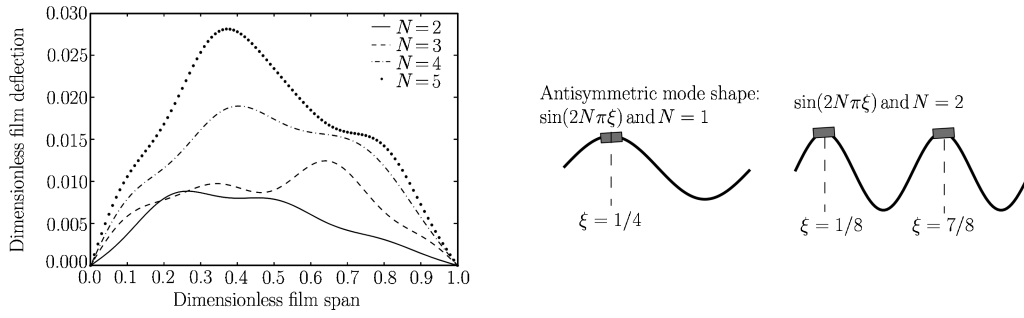 Dimensionless film deflection
0.030
0.025
0.020
0.015
0.010
0.005
0.000
N = 2
N = 3
N = 4
N = 5
0.0 0.1 0.2 0.3 0.4 0.5 0.6 0.7 0.8 0.9 1.0
Dimensionless film span
Antisymmetric mode shape:
sin(2Nπξ) and N = 1
ξ = 1/4
sin(2Nπξ) and N = 2
ξ = 1/8
ξ = 7/8